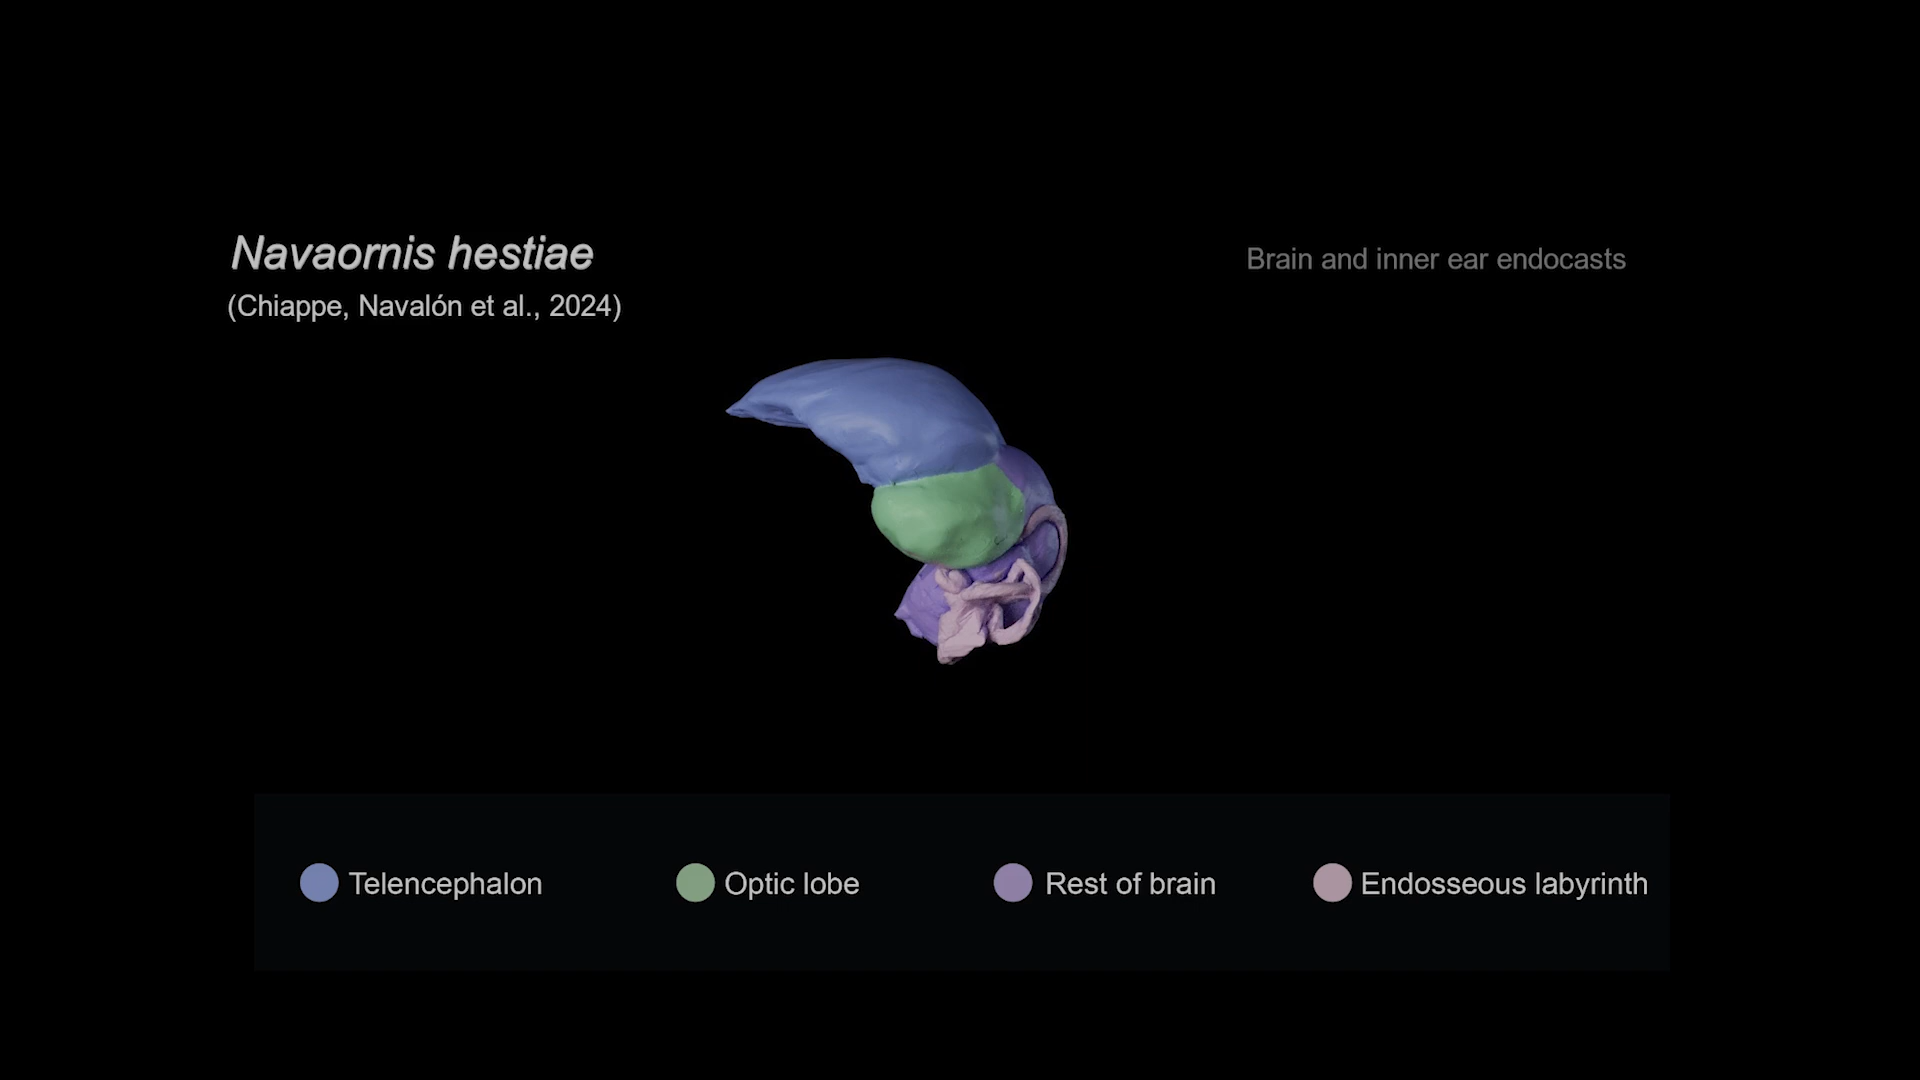 Navaornis hestiae
(Chiappe, Navalón et al., 2024)
Brain and inner ear endocasts
Telencephalon
Optic lobe
Rest of brain
Endosseous labyrinth